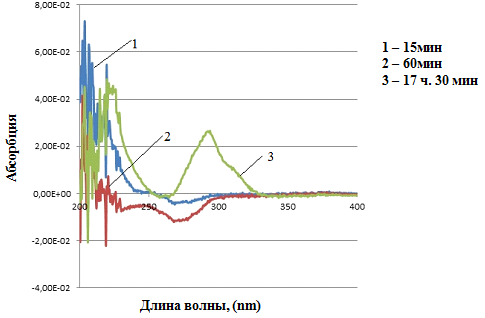 8,00E-02
6,00E-02
4,00E-02
2,00E-02
0,00E+00
-2,00E-02
-4,00E-02
200 250 300 350 400
Абсорбция
Длина волны, (nm)
1
2
3
1 – 15мин
2 – 60мин
3 – 17 ч. 30 мин